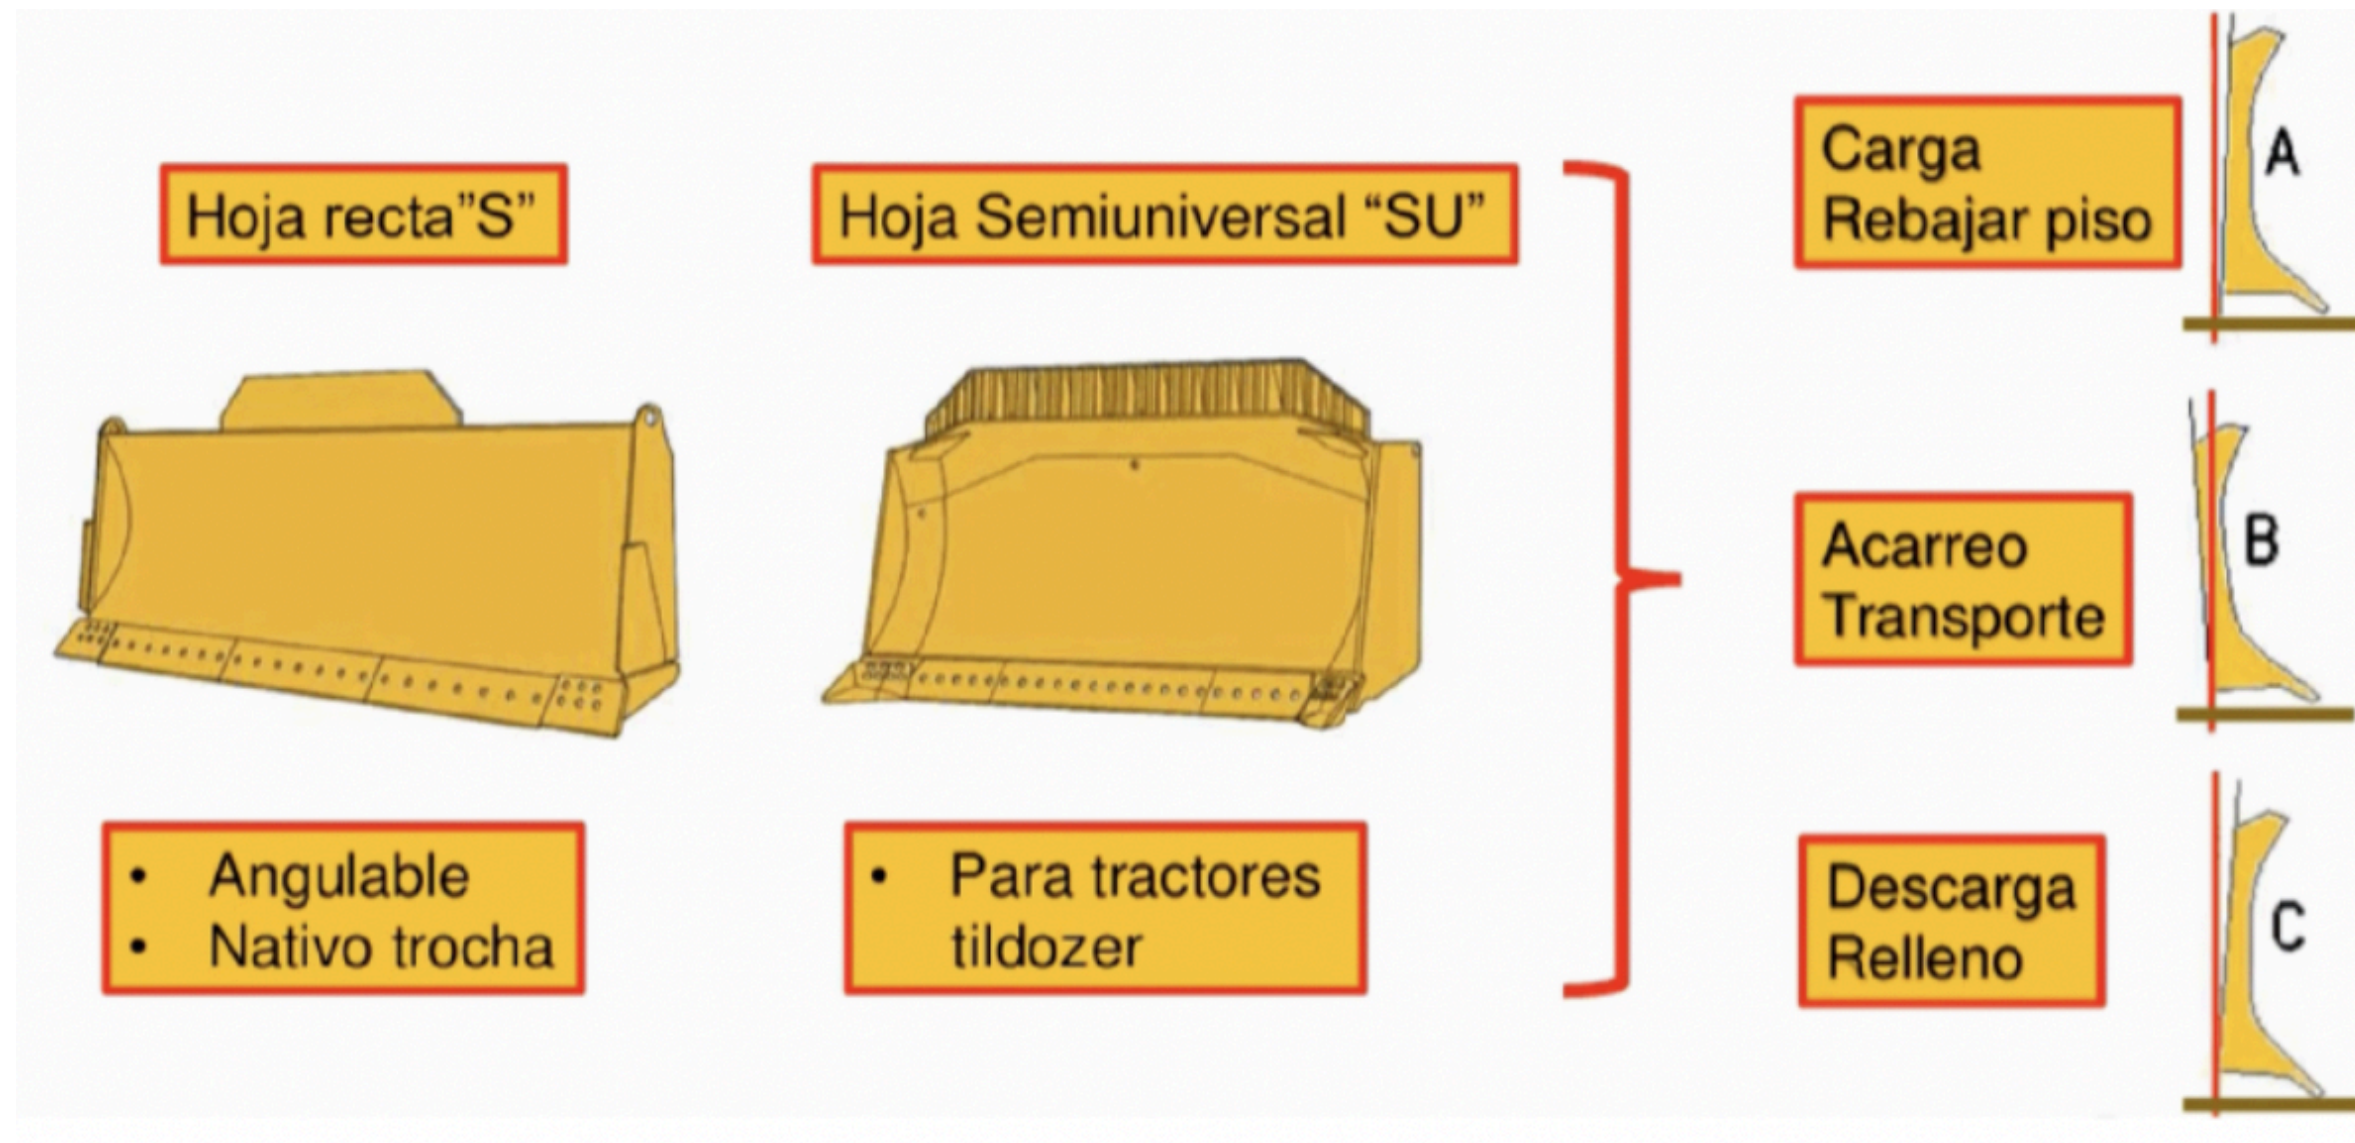 Hoja recta”S”
Hoja Semiuniversal “SU”
• Angulable
• Nativo trocha
• Para tractores
tildozer
Carga
Rebajar piso
A
Acarreo
Transporte
B
Descarga
Relleno
C